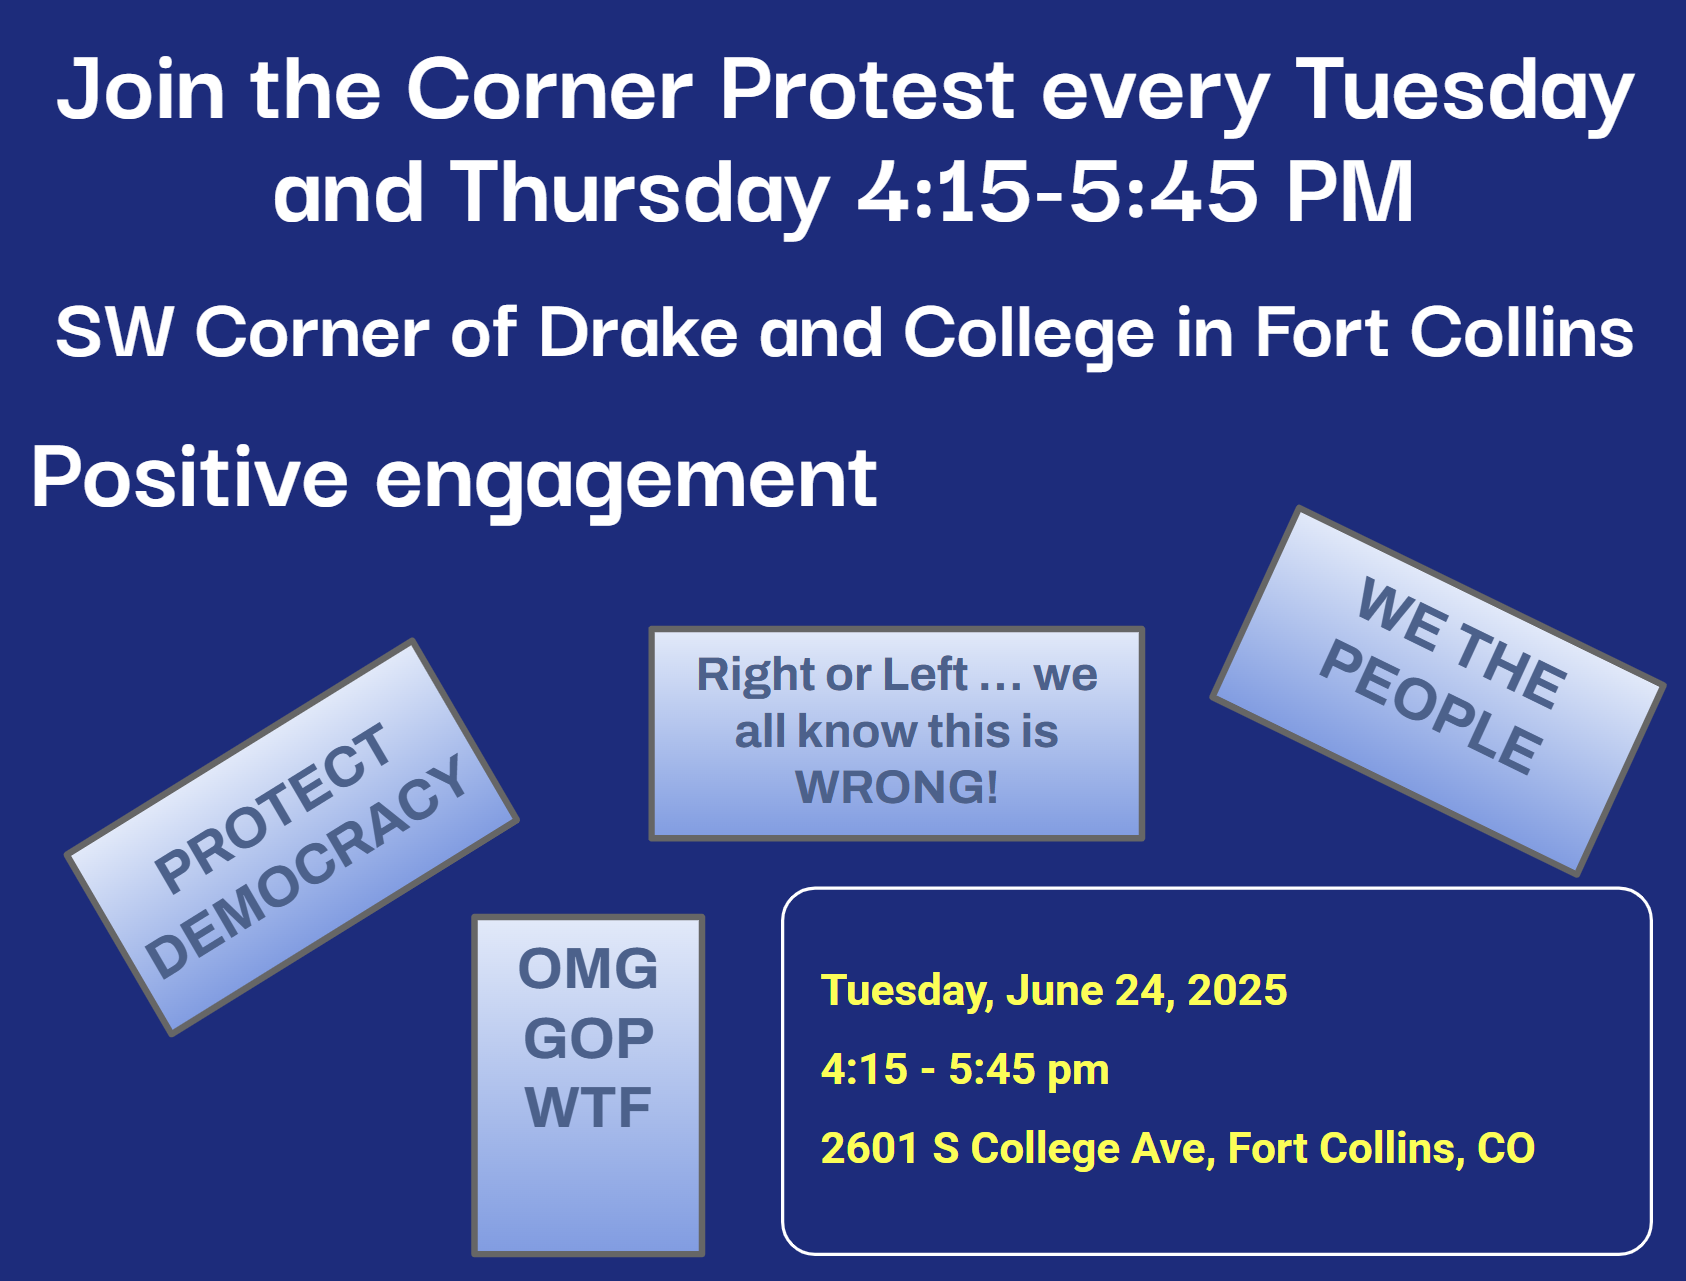 Join the Corner Protest every Tuesday
and Thursday 4:15-5:45 PM
SW Corner of Drake and College in Fort Collins
Positive engagement
WE THE
PEOPLE
Right or Left ... we
all know this is
WRONG!
PROTECT
DEMOCRACY
OMG
GOP
WTF
Tuesday, June 24, 2025
4:15 - 5:45 pm
2601 S College Ave, Fort Collins, CO